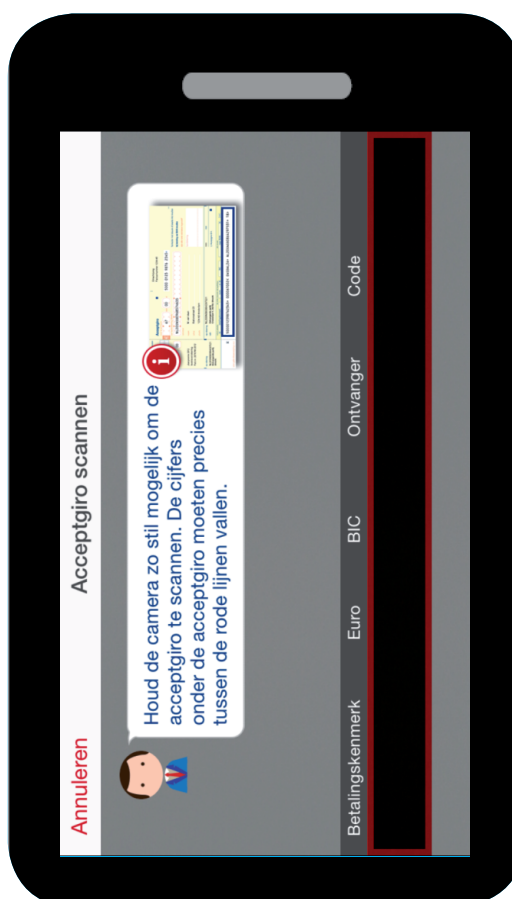 Annuleren
Acceptgiro scannen
Houd de camera zo stil mogelijk om de
acceptgiro te scannen. De cijfers
onder de acceptgiro moeten precies
tussen de rode lijnen vallen.
i
Betalingskenmerk
Euro
BIC
Ontvanger
Code